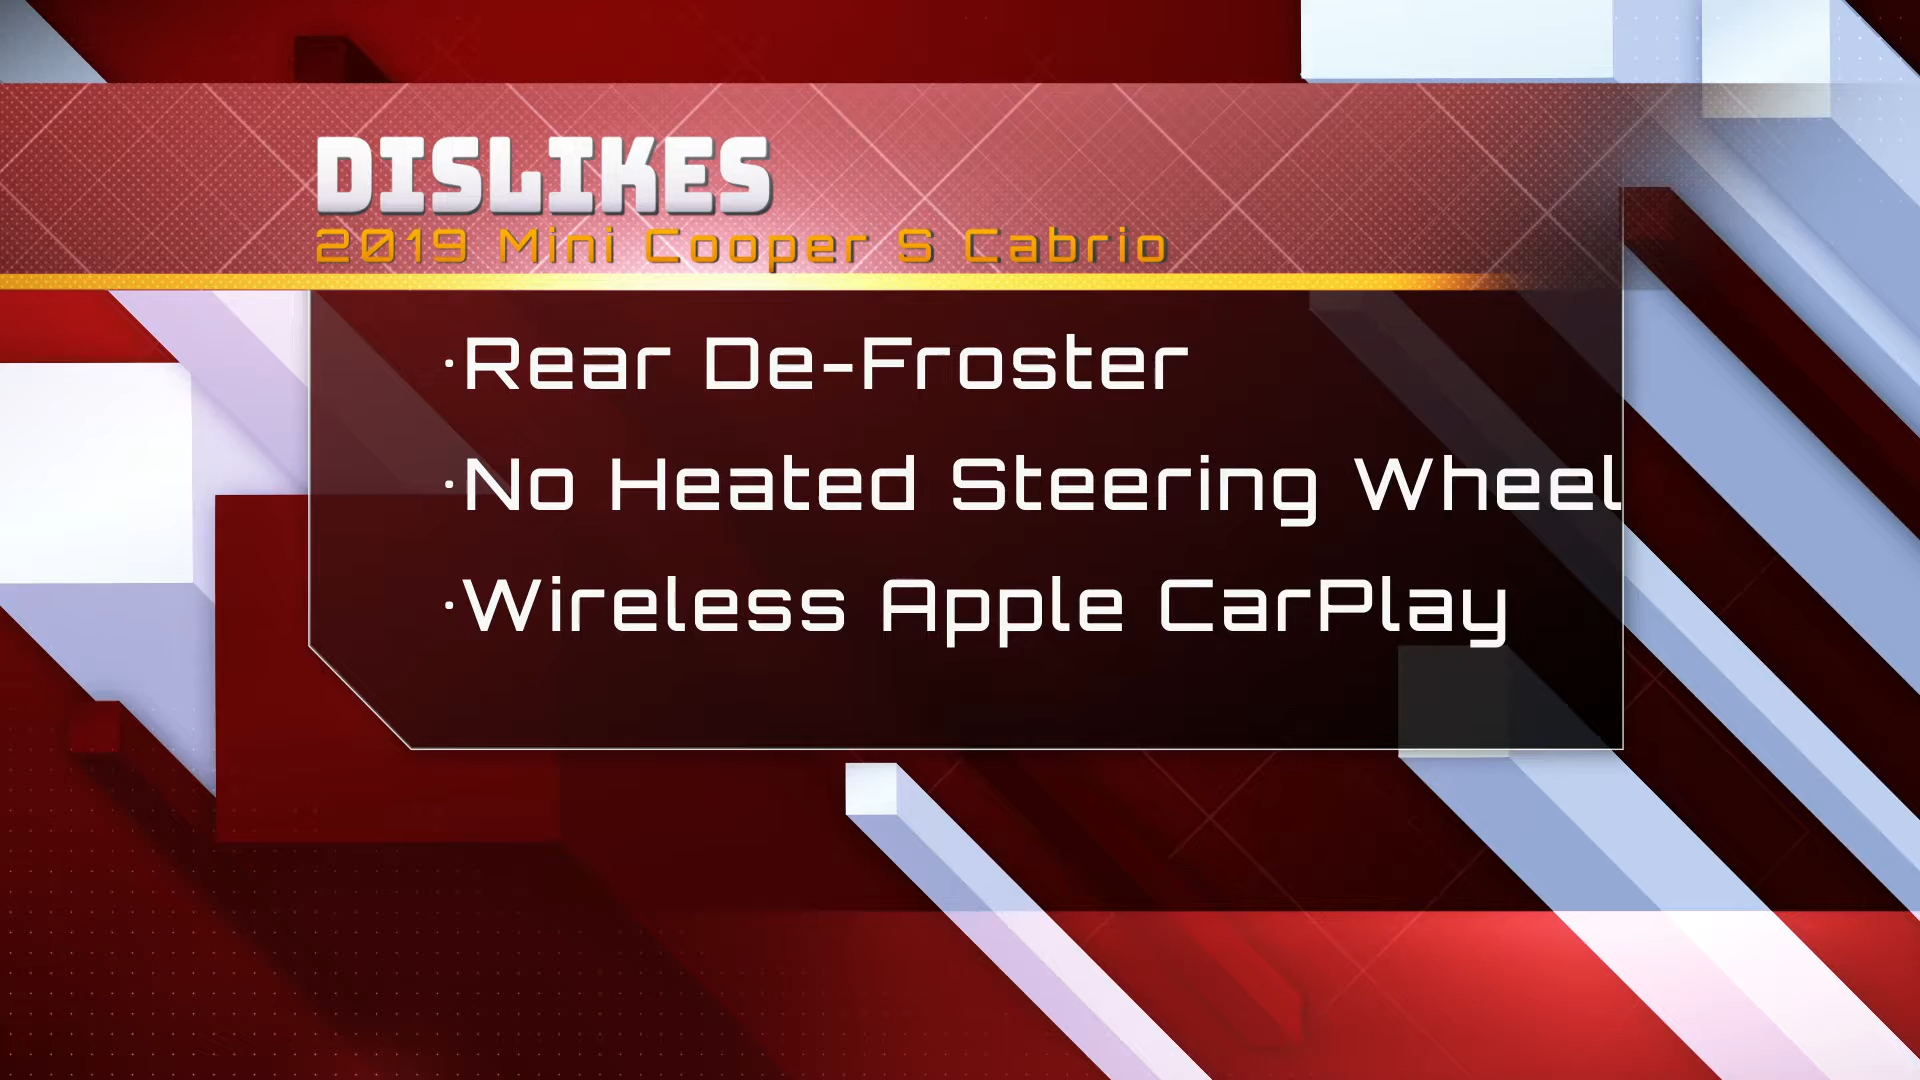 DISLIKES
2019 Mini Cooper S Cabrio
·Rear De-Froster
·No Heated Steering Wheel
·Wireless Apple CarPlay